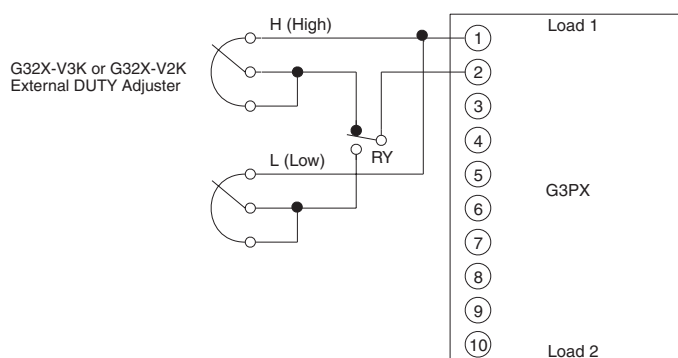 H (High)
Load 1
G32X-V3K or G32X-V2K
External DUTY Adjuster
1
2
3
4
RY
L (Low)
5
G3PX
6
7
8
9
10
Load 2